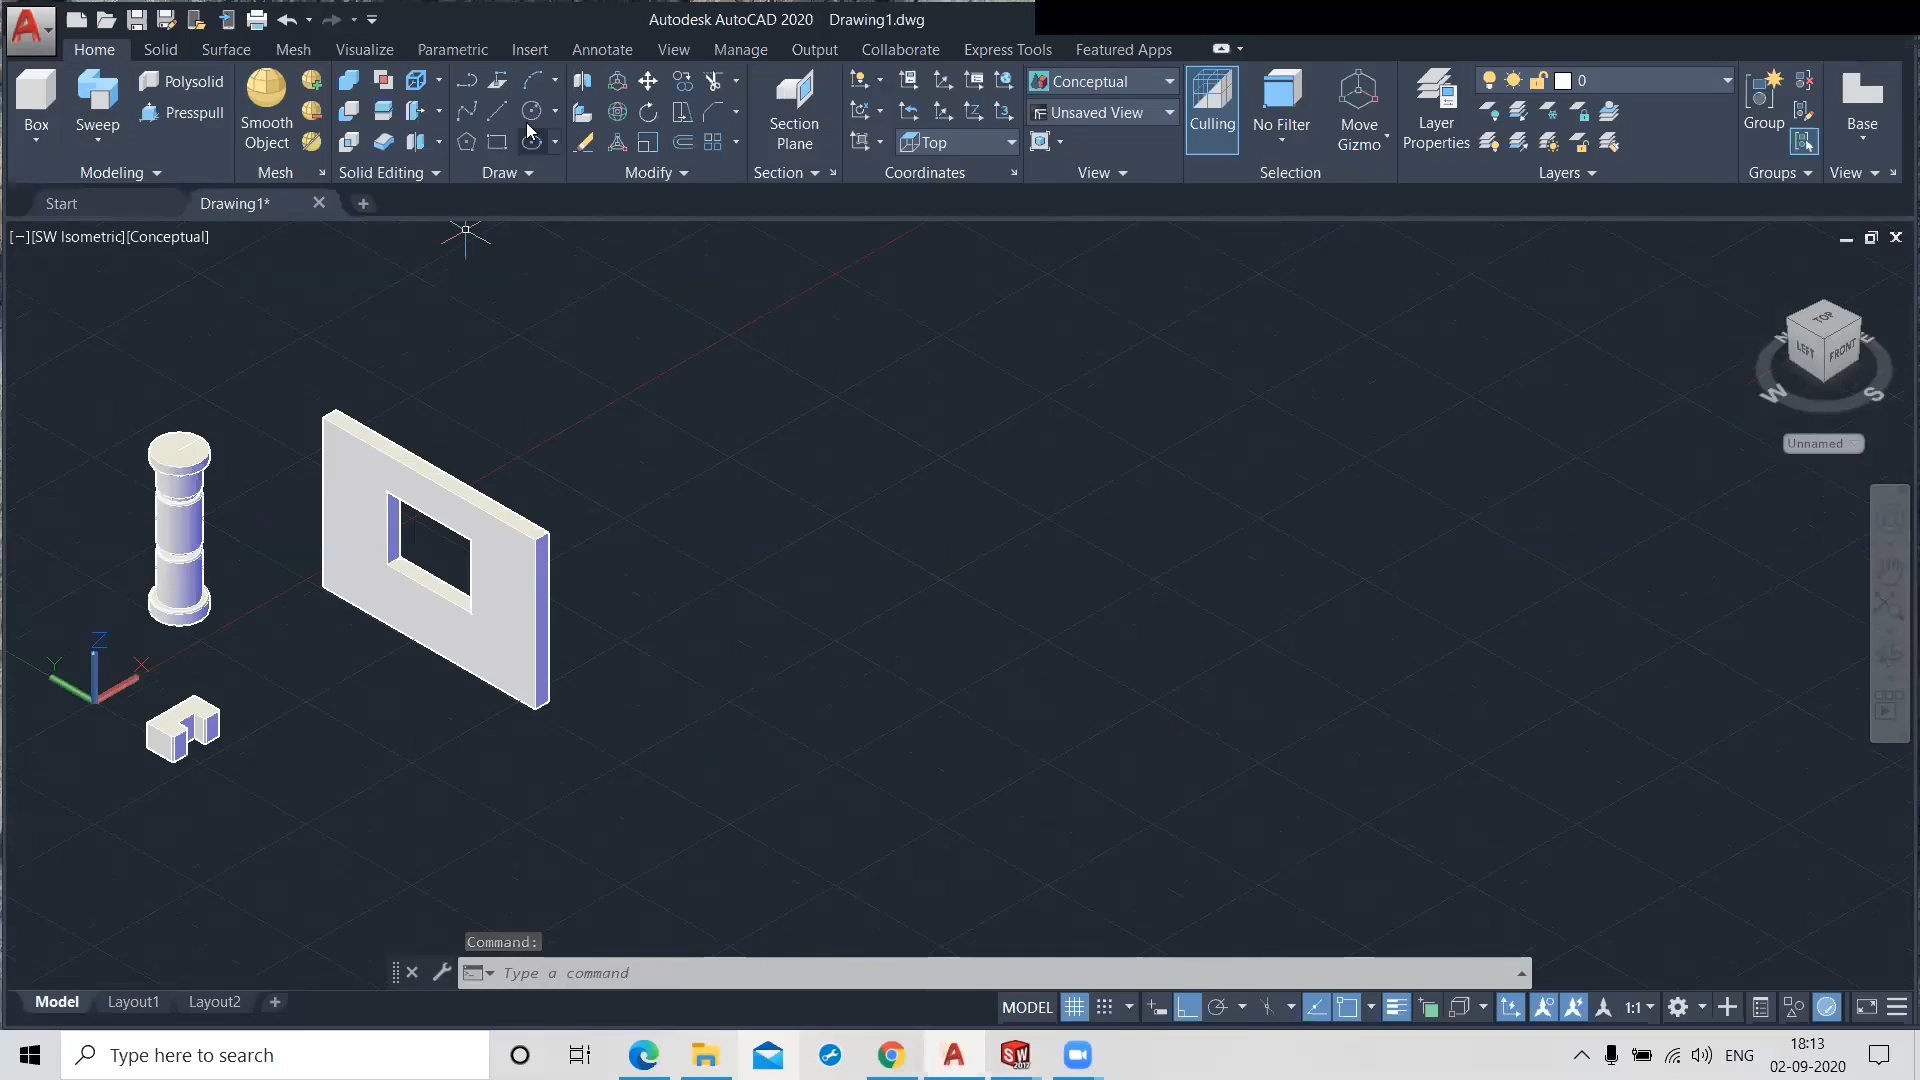 Autodesk AutoCAD 2020 Drawing1.dwg
Home Solid Surface Mesh Visualize Parametric Insert Annotate View Manage Output Collaborate Express Tools Featured Apps
Box
Sweep
Polysolid
Presspull
Smooth
Object
Section
Plane
Top
Conceptual
Unsaved View
Culling
No Filter
Move
Gizmo
Layer
Properties
0
Group
Base
Modeling Mesh Solid Editing Draw Modify Section Coordinates View Selection Layers Groups View
Start Drawing1*
[−][SW Isometric][Conceptual]
TOP
LEFT FRONT
W S
Unnamed
Z
Y X
Command:
Type a command
Model Layout1 Layout2
MODEL 1:1
Type here to search
SW
2017
ENG
18:13
02-09-2020